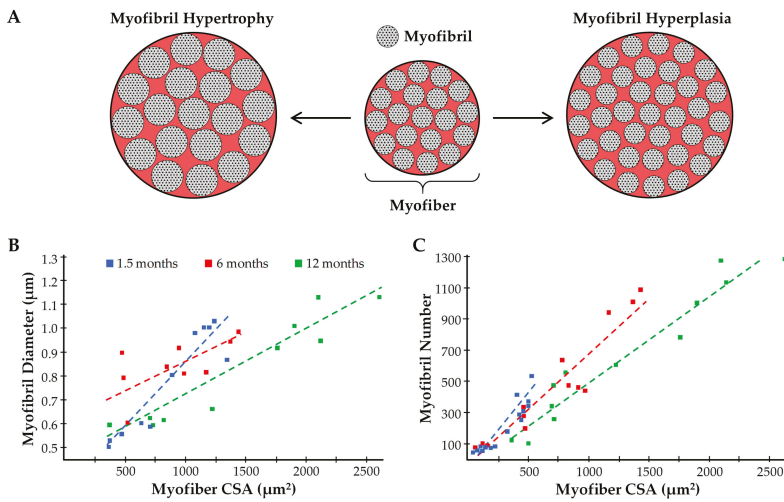 A
Myofibril Hypertrophy
Myofibril
Myofibril Hyperplasia
Myofiber
B
1.5 months
6 months
12 months
1.3
1.2
1.1
1.0
0.9
0.8
0.7
0.6
0.5
Myofibril Diameter (μm)
500
1000
1500
2000
2500
Myofiber CSA (μm²)
C
1300
1100
900
700
500
300
100
Myofibril Number
500
1000
1500
2000
2500
Myofiber CSA (μm²)